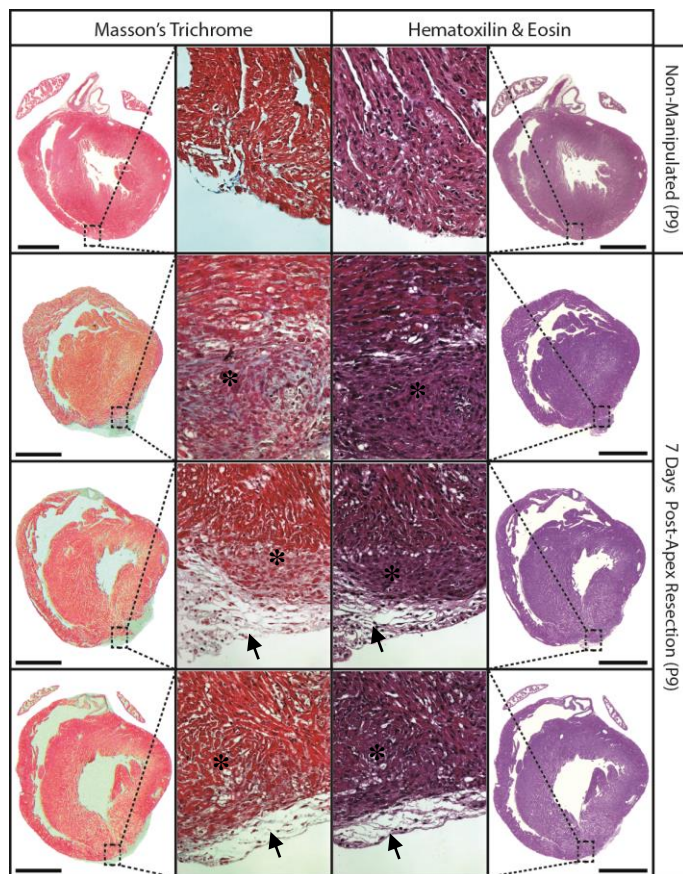 Masson's Trichrome
Hematoxilin & Eosin
Non-Manipulated (P9)
7 Days Post-Apex Resection (P9)
*
*
*
*
*
*